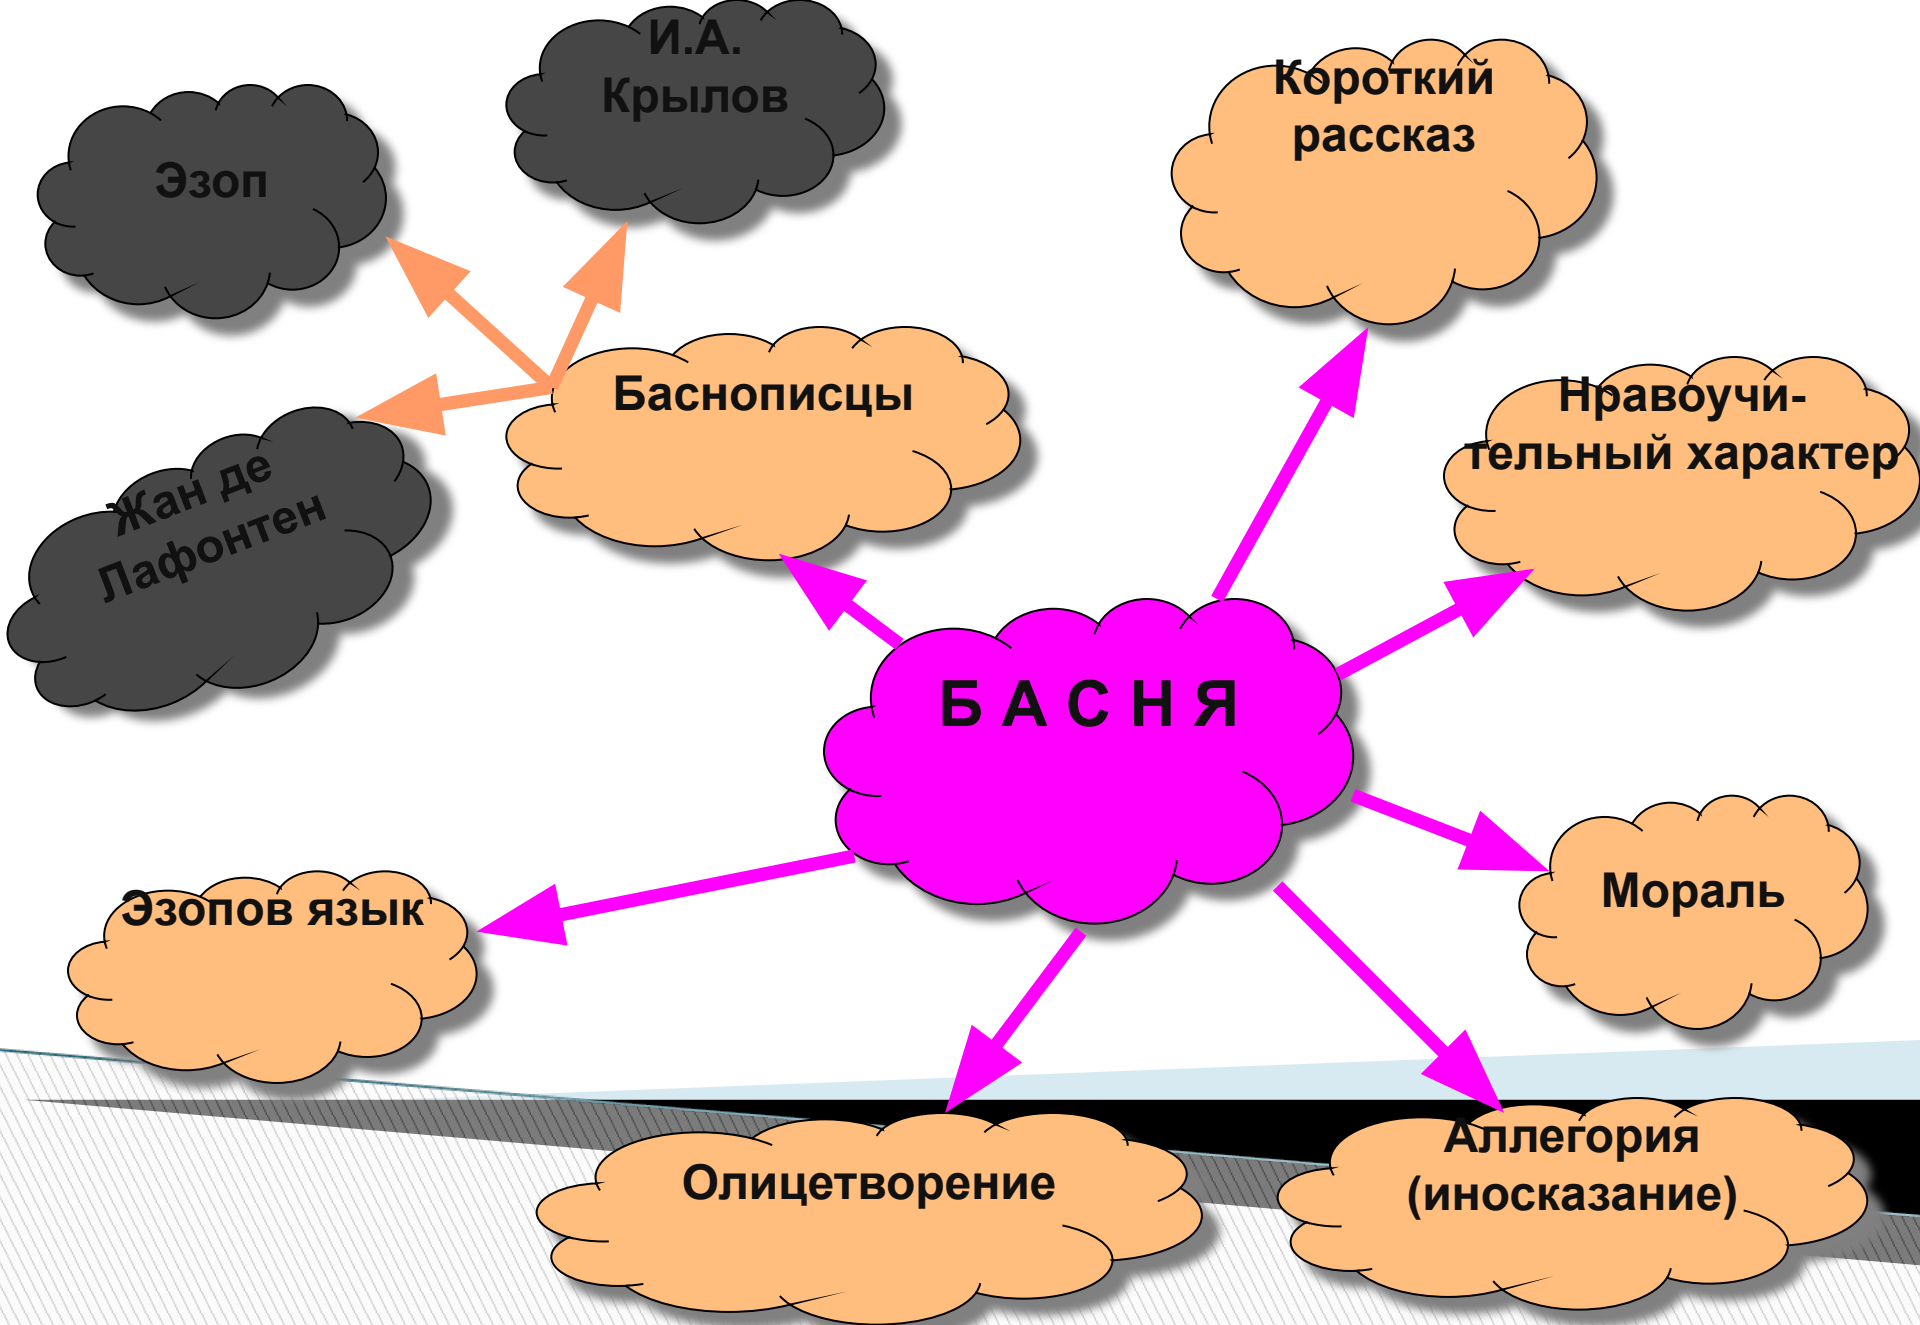 И.А.
Крылов
Эзоп
Короткий
рассказ
Баснописцы
Нравоучи-
тельный характер
Жан де
Лафонтен
Б А С Н Я
Эзопов язык
Мораль
Олицетворение
Аллегория
(иносказание)